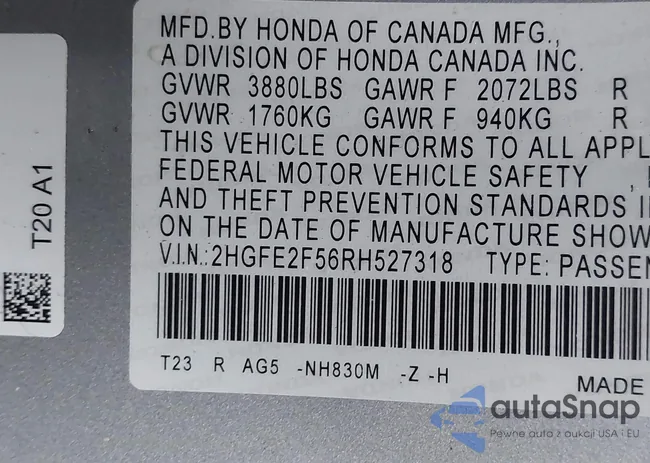 MFD.BY HONDA OF CANADA MFG.,
A DIVISION OF HONDA CANADA INC.
GVWR 3880LBS GAWR F 2072LBS R
GVWR 1760KG GAWR F 940KG R
THIS VEHICLE CONFORMS TO ALL APPL
FEDERAL MOTOR VEHICLE SAFETY ,
AND THEFT PREVENTION STANDARDS I
ON THE DATE OF MANUFACTURE SHOW
V.I.N.:2HGFE2F56RH527318 TYPE: PASSEN
T23 R AG5 -NH830M -Z -H
MADE
T20 A1
autoSnap
Pewne auto z aukcji USA i EU